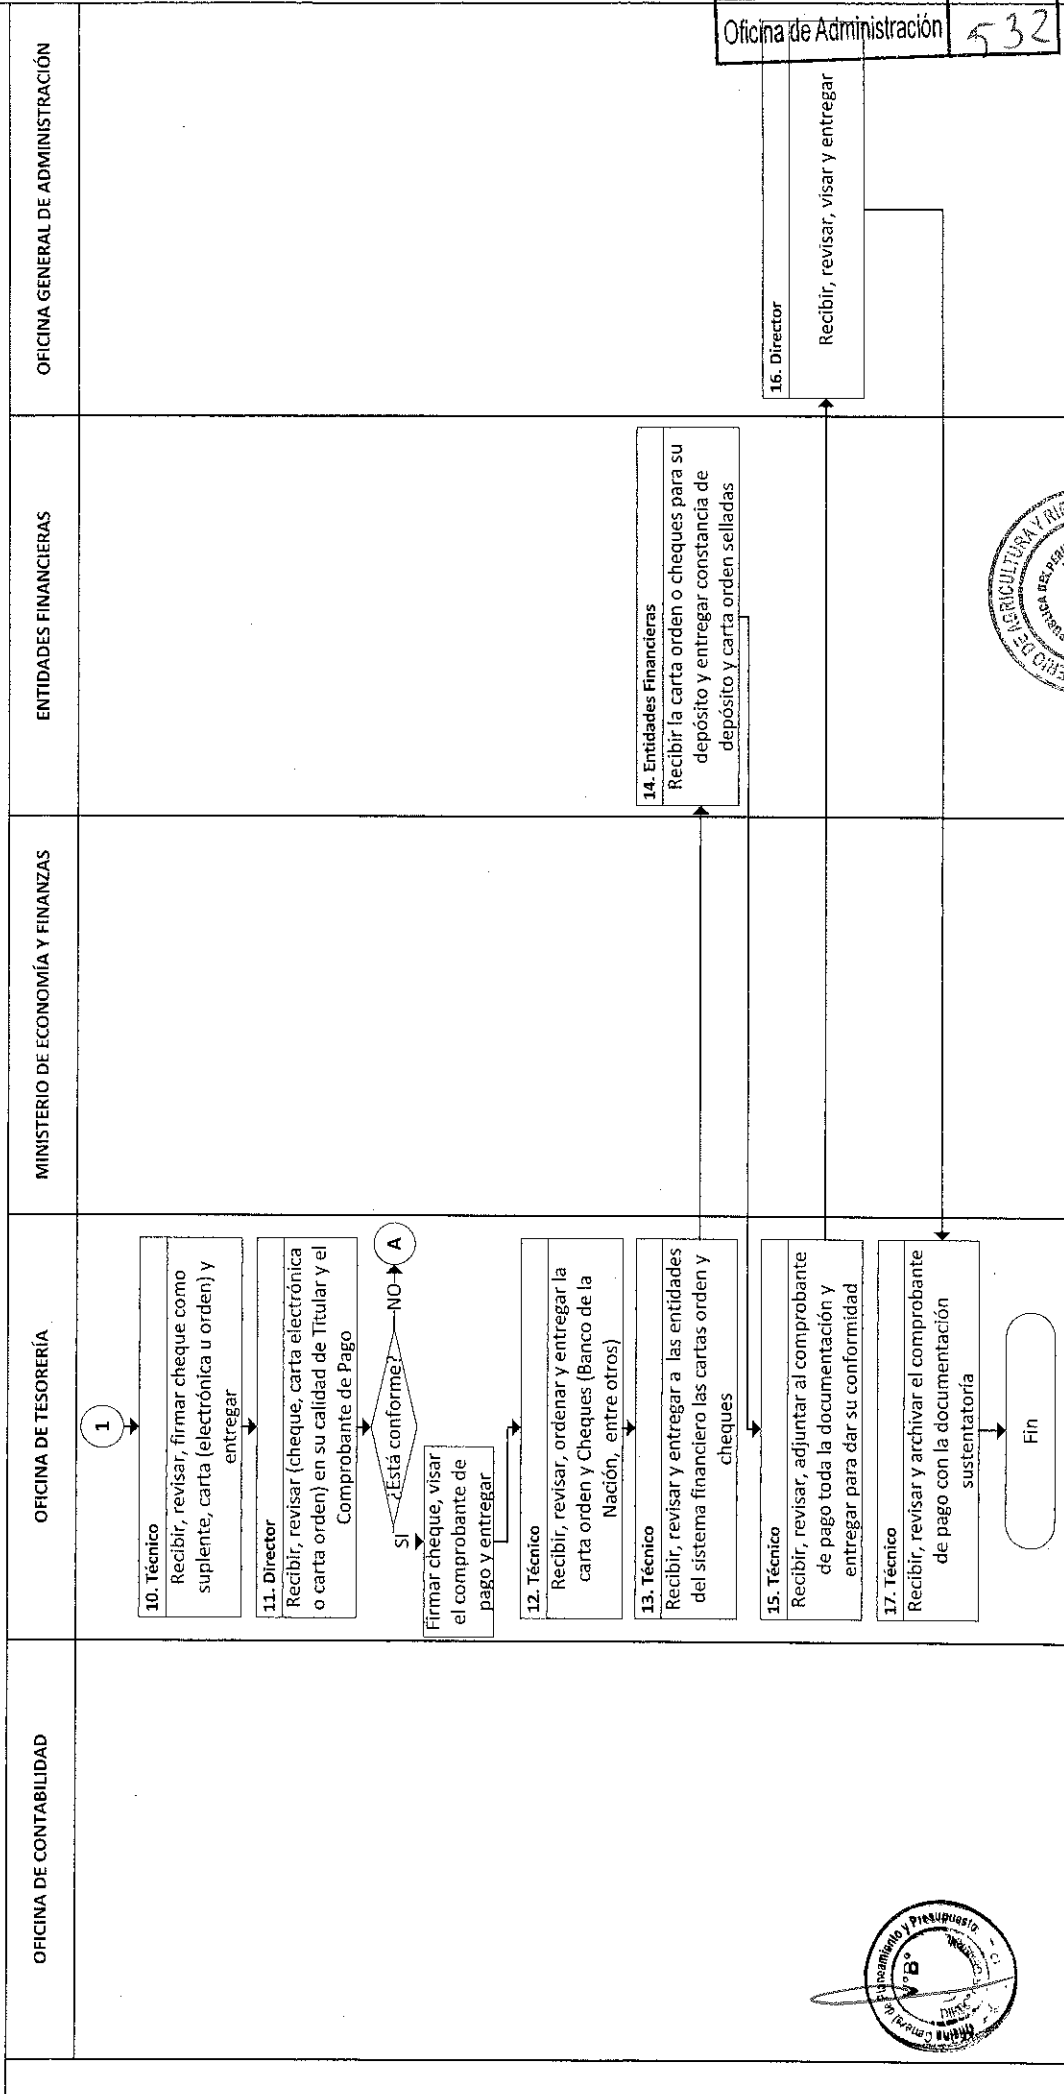 Oficina de Administración
532
OFICINA DE CONTABILIDAD
OFICINA DE TESORERÍA
MINISTERIO DE ECONOMÍA Y FINANZAS
ENTIDADES FINANCIERAS
OFICINA GENERAL DE ADMINISTRACIÓN
1
10. Técnico
Recibir, revisar, firmar cheque como
suplente, carta (electrónica u orden) y
entregar
11. Director
Recibir, revisar (cheque, carta electrónica
o carta orden) en su calidad de Titular y el
Comprobante de Pago
¿Está conforme?
NO
A
SI
Firmar cheque, visar
el comprobante de
pago y entregar
12. Técnico
Recibir, revisar, ordenar y entregar la
carta orden y Cheques (Banco de la
Nación, entre otros)
13. Técnico
Recibir, revisar y entregar a las entidades
del sistema financiero las cartas orden y
cheques
14. Entidades Financieras
Recibir la carta orden o cheques para su
depósito y entregar constancia de
depósito y carta orden selladas
15. Técnico
Recibir, revisar, adjuntar al comprobante
de pago toda la documentación y
entregar para dar su conformidad
16. Director
Recibir, revisar, visar y entregar
17. Técnico
Recibir, revisar y archivar el comprobante
de pago con la documentación
sustentatoria
Fin
Oficina General de Planeamiento y Presupuesto
V°B°
DE AGRICULTURA Y